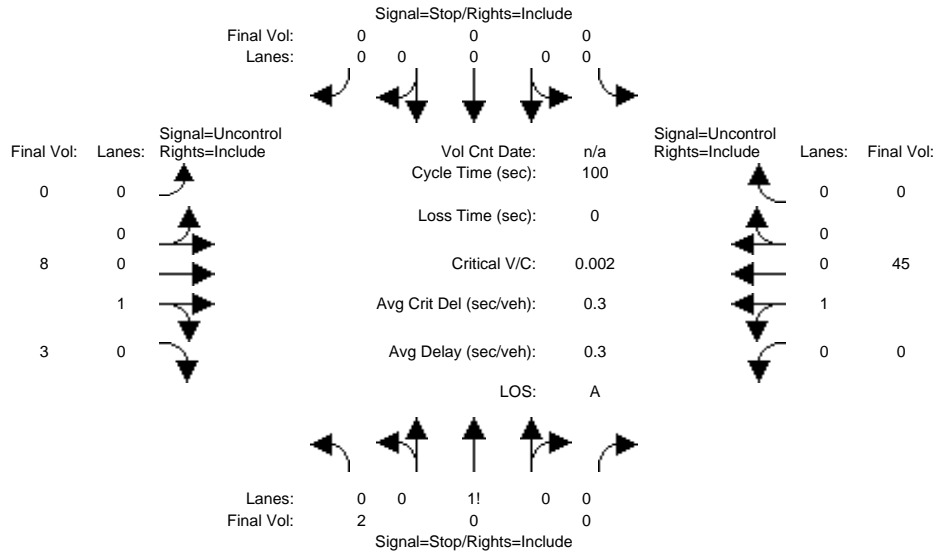 Signal=Stop/Rights=Include
Final Vol: 0 0 0
Lanes: 0 0 0 0 0
Signal=Uncontrol Signal=Uncontrol
Final Vol: Lanes: Rights=Include Vol Cnt Date: n/a Rights=Include Lanes: Final Vol:
Cycle Time (sec): 100
0 0 0 0
Loss Time (sec): 0
0 0
8 0 Critical V/C: 0.002 0 45
1 Avg Crit Del (sec/veh): 0.3 1
3 0 Avg Delay (sec/veh): 0.3 0 0
LOS: A
Lanes: 0 0 1! 0 0
Final Vol: 2 0 0
Signal=Stop/Rights=Include